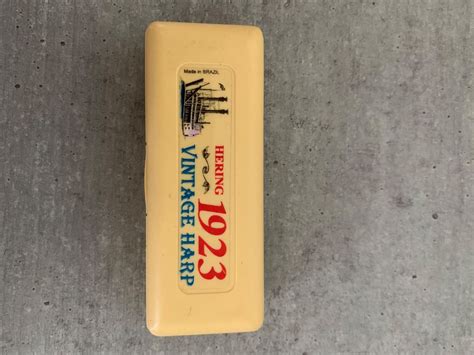 Made in BRAZIL
HERING
1923
VINTAGE HARP